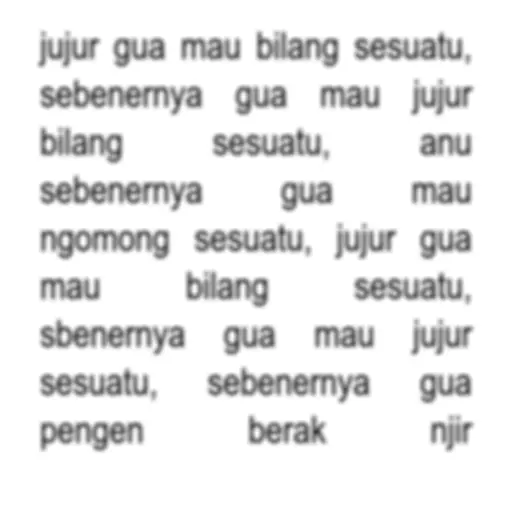 jujur gua mau bilang sesuatu,
sebenernya gua mau jujur
bilang sesuatu, anu
sebenernya gua mau
ngomong sesuatu, jujur gua
mau bilang sesuatu,
sbenernya gua mau jujur
sesuatu, sebenernya gua
pengen berak njir